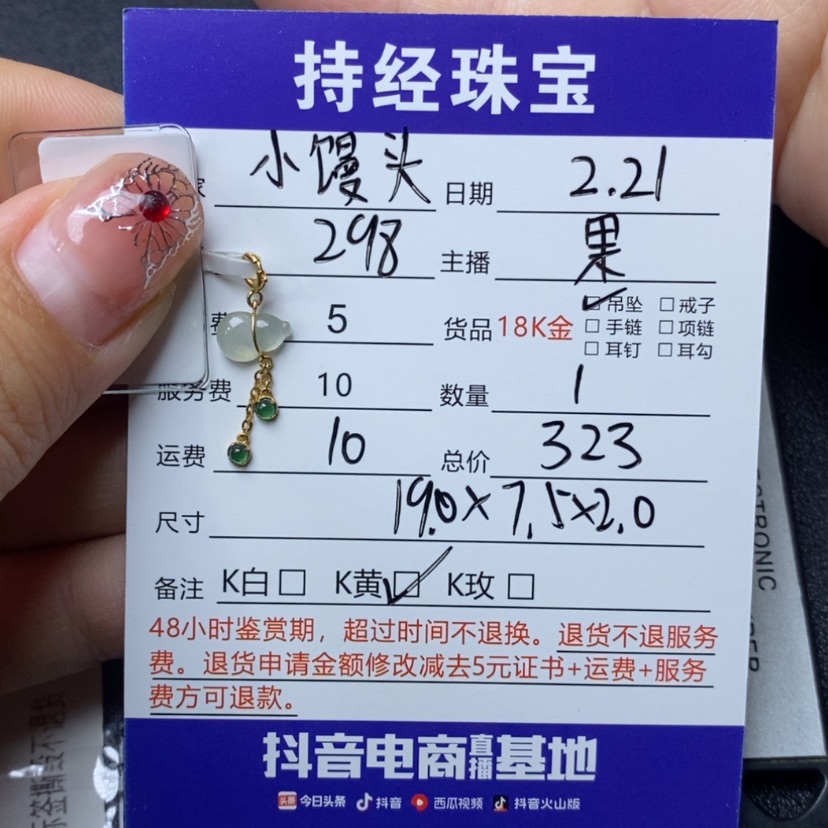 持经珠宝
小馒头 日期 2.21
298 主播 果
费 5 货品 18K金 ☑吊坠 □戒子
□手链 □项链
□耳钉 □耳勾
服务费 10 数量 1
运费 10 总价 323
尺寸 19.0×7.5×2.0
备注 K白□ K黄☑ K玫□
48小时鉴赏期，超过时间不退换。退货不退服务
费。退货申请金额修改减去5元证书+运费+服务
费方可退款。
抖音电商直播基地
头条 今日头条 抖音 西瓜视频 抖音火山版